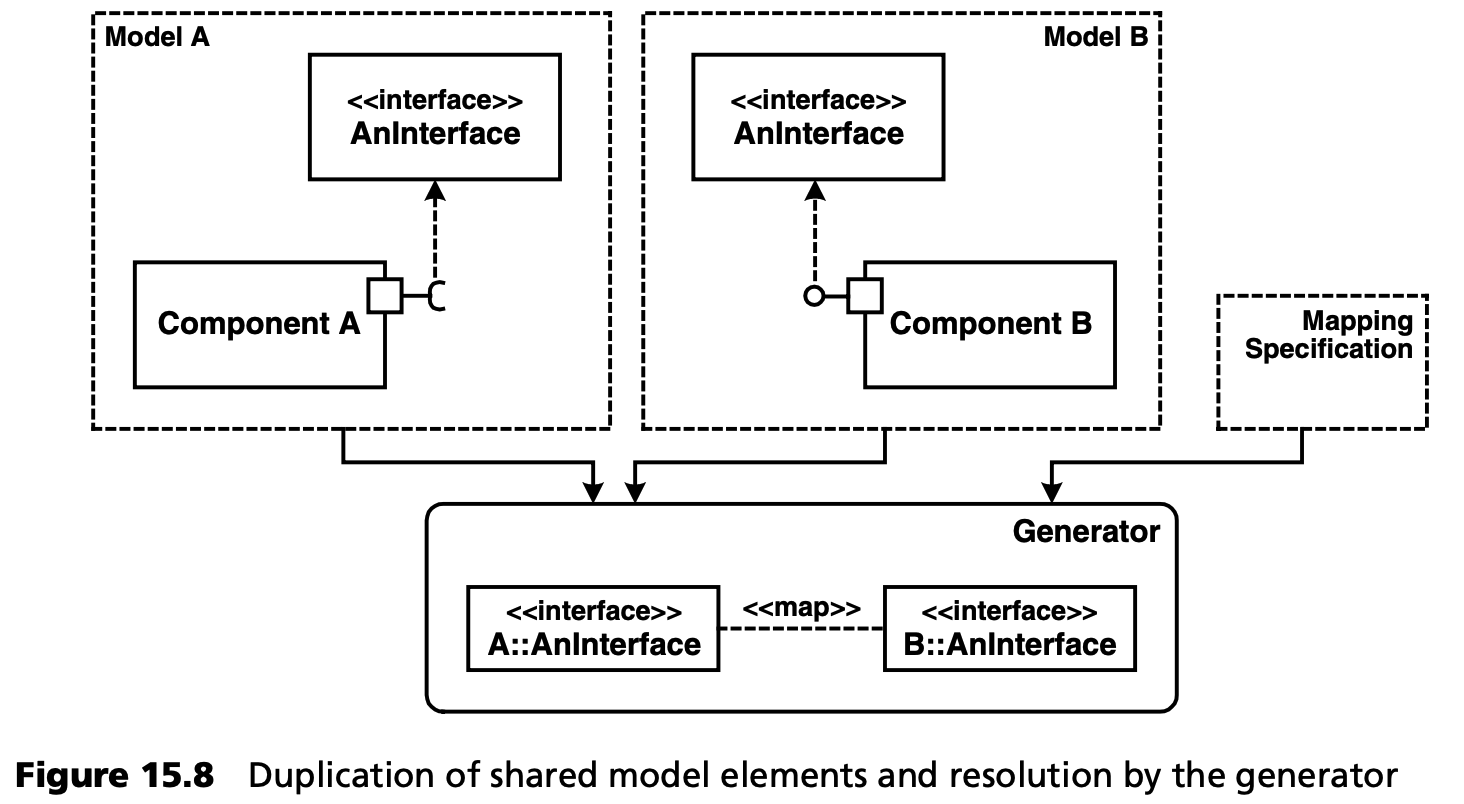 Model A
<<interface>>
AnInterface
Component A
Model B
<<interface>>
AnInterface
Component B
Mapping
Specification
Generator
<<interface>>
A::AnInterface
<<map>>
<<interface>>
B::AnInterface
Figure 15.8 Duplication of shared model elements and resolution by the generator